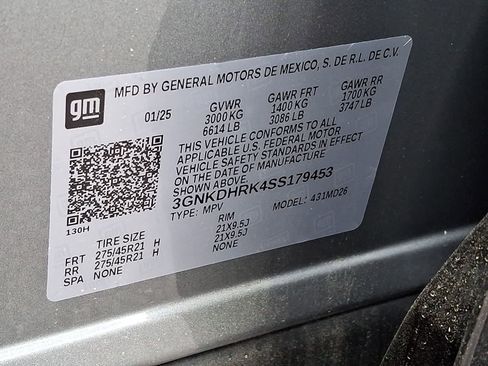 gm
MFD BY GENERAL MOTORS DE MEXICO, S. DE R.L. DE C.V.
01/25 GVWR GAWR FRT GAWR RR
3000 KG 1400 KG 1700 KG
6614 LB 3086 LB 3747 LB
THIS VEHICLE CONFORMS TO ALL
APPLICABLE U.S. FEDERAL MOTOR
VEHICLE SAFETY STANDARDS IN EFFECT
ON THE DATE OF MANUFACTURE
SHOWN ABOVE.
3GNKDHRK4SS179453
TYPE: MPV MODEL: 431MD26
130H
TIRE SIZE RIM
FRT 275/45R21 H 21X9.5J
RR 275/45R21 H 21X9.5J
SPA NONE NONE